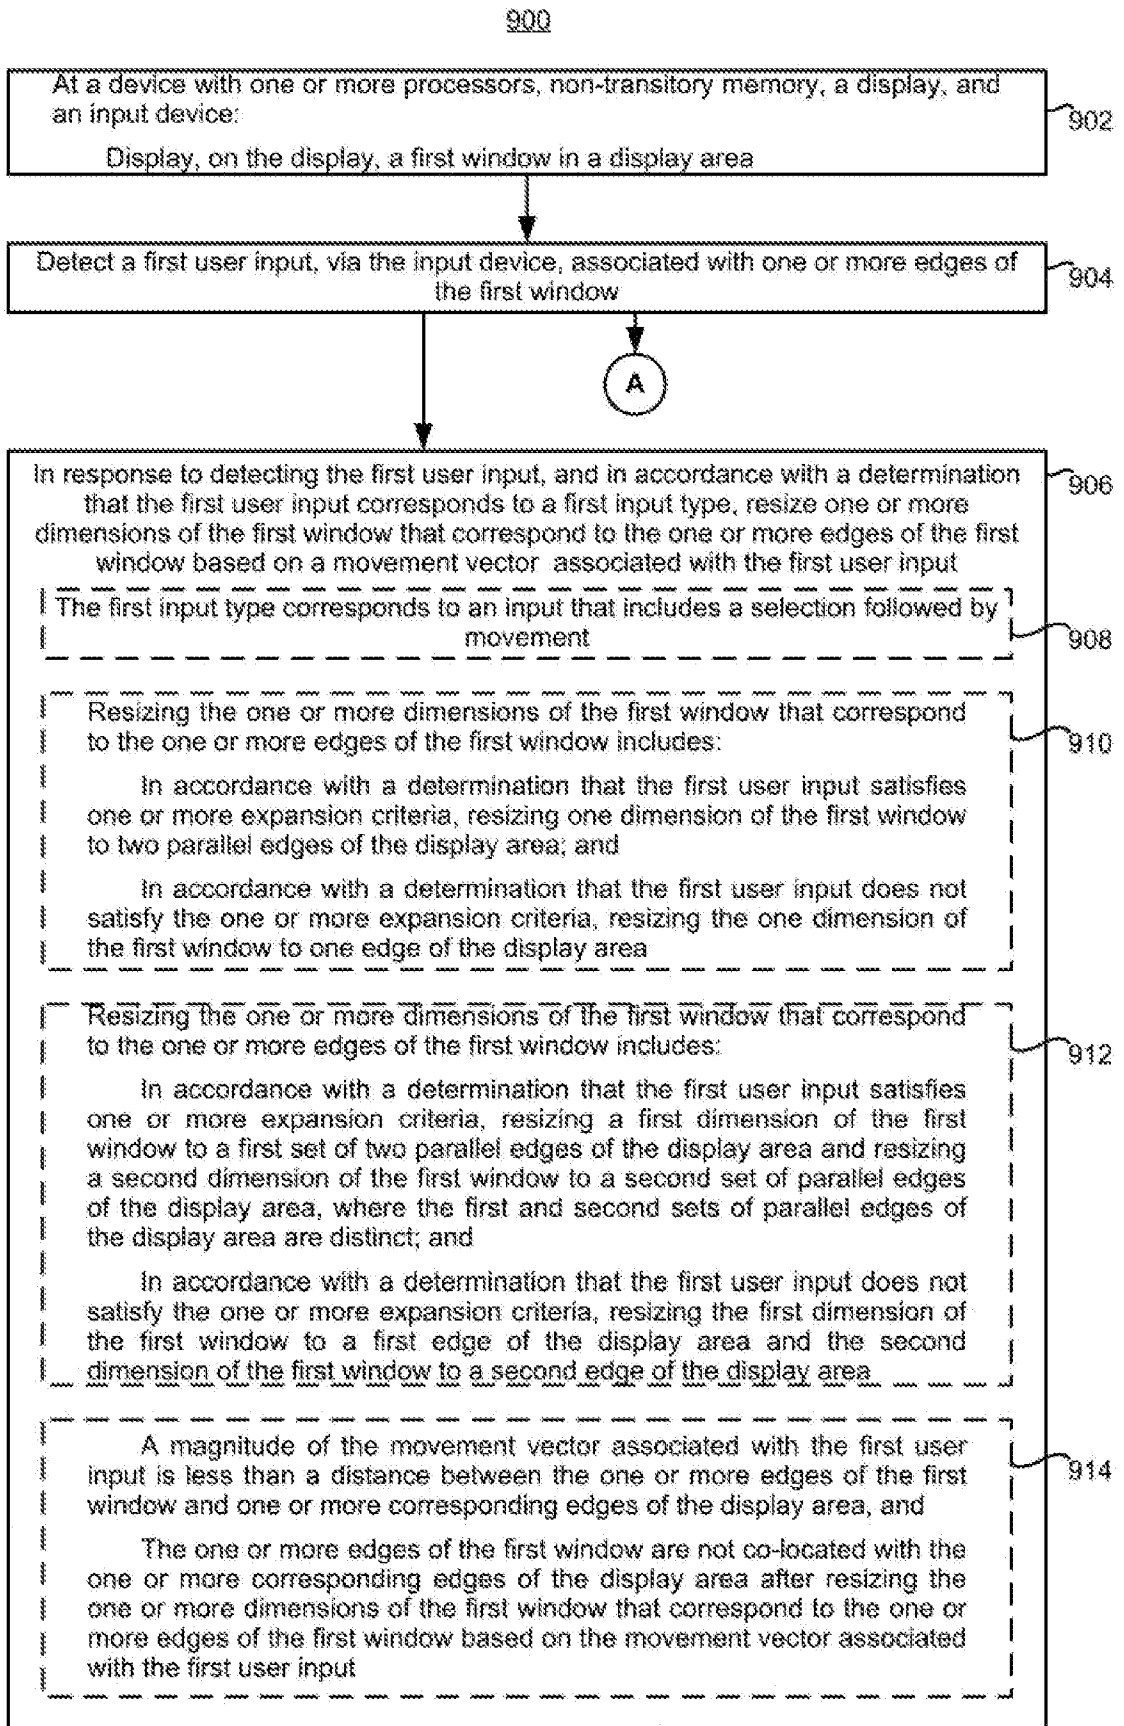 900
At a device with one or more processors, non-transitory memory, a display, and
an input device:
Display, on the display, a first window in a display area
902
Detect a first user input, via the input device, associated with one or more edges of
the first window
904
A
In response to detecting the first user input, and in accordance with a determination
that the first user input corresponds to a first input type, resize one or more
dimensions of the first window that correspond to the one or more edges of the first
window based on a movement vector associated with the first user input
906
The first input type corresponds to an input that includes a selection followed by
movement
908
Resizing the one or more dimensions of the first window that correspond
to the one or more edges of the first window includes:
In accordance with a determination that the first user input satisfies
one or more expansion criteria, resizing one dimension of the first window
to two parallel edges of the display area; and
In accordance with a determination that the first user input does not
satisfy the one or more expansion criteria, resizing the one dimension of
the first window to one edge of the display area
910
Resizing the one or more dimensions of the first window that correspond
to the one or more edges of the first window includes:
In accordance with a determination that the first user input satisfies
one or more expansion criteria, resizing a first dimension of the first
window to a first set of two parallel edges of the display area and resizing
a second dimension of the first window to a second set of parallel edges
of the display area, where the first and second sets of parallel edges of
the display area are distinct; and
In accordance with a determination that the first user input does not
satisfy the one or more expansion criteria, resizing the first dimension of
the first window to a first edge of the display area and the second
dimension of the first window to a second edge of the display area
912
A magnitude of the movement vector associated with the first user
input is less than a distance between the one or more edges of the first
window and one or more corresponding edges of the display area, and
The one or more edges of the first window are not co-located with the
one or more corresponding edges of the display area after resizing the
one or more dimensions of the first window that correspond to the one or
more edges of the first window based on the movement vector associated
with the first user input
914